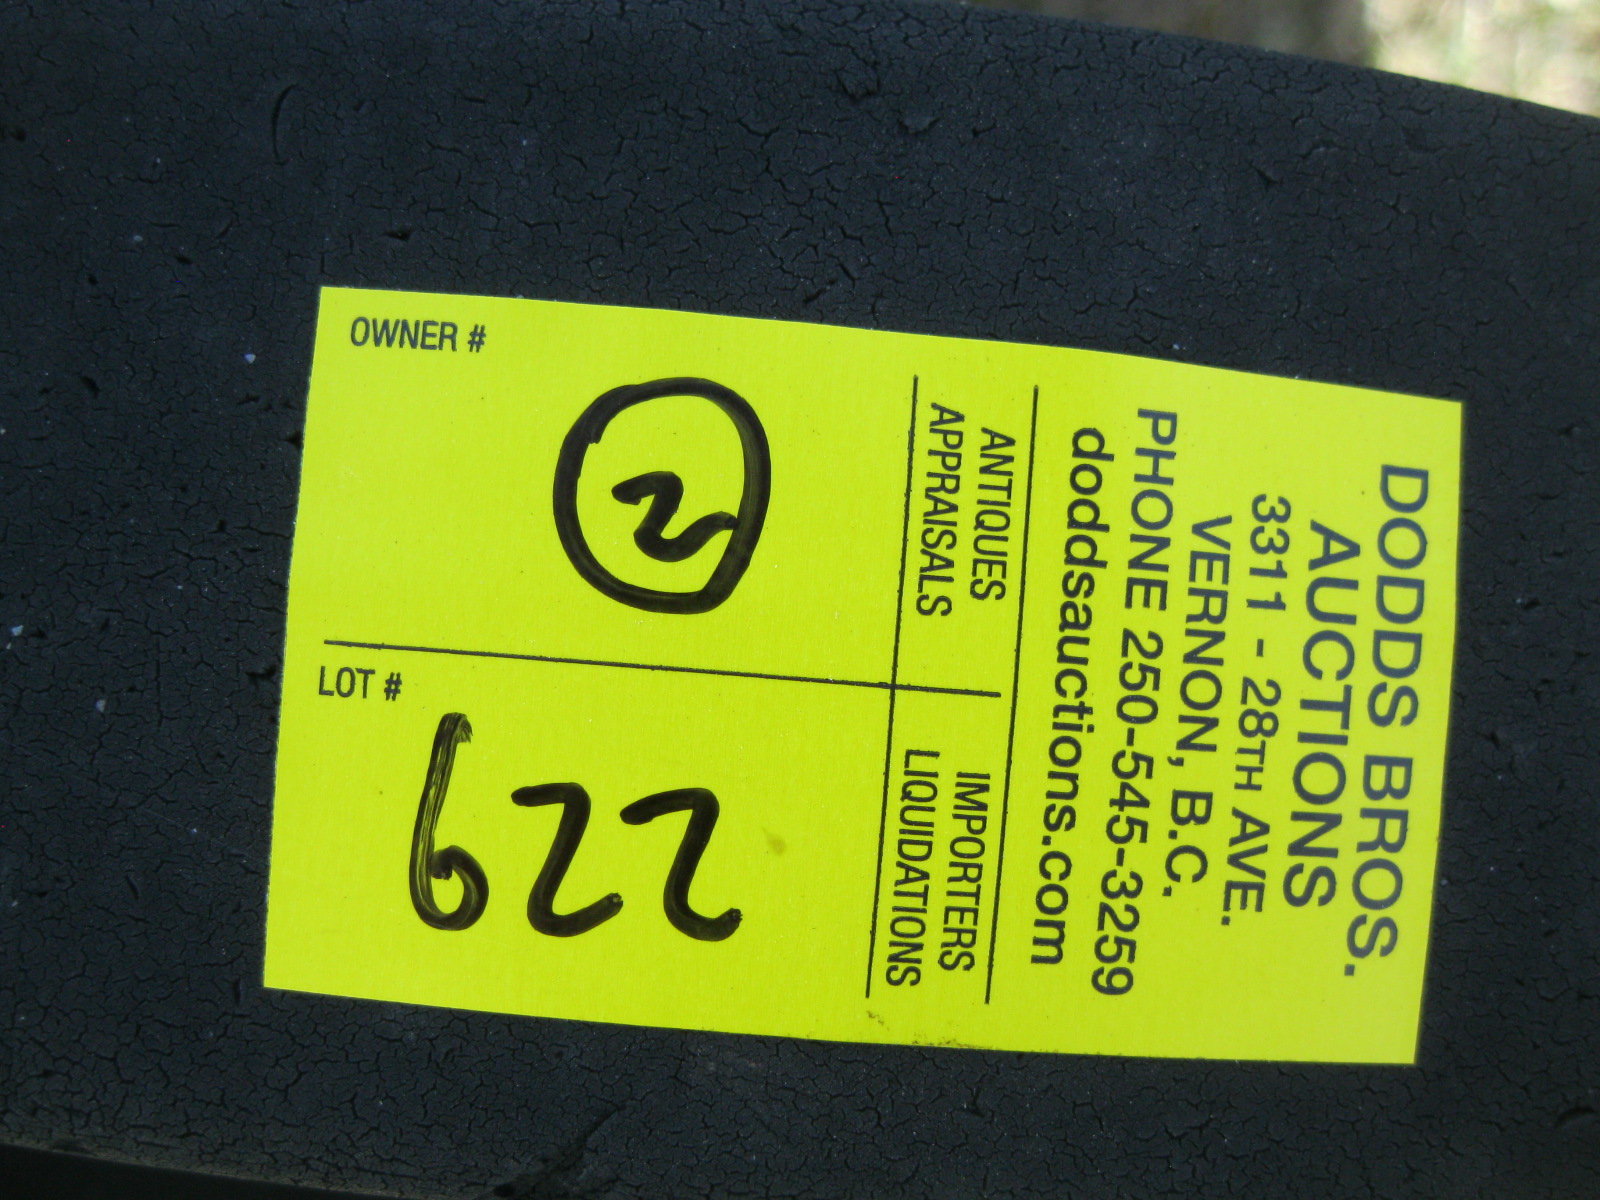 DODDS BROS.
AUCTIONS
3311 - 28TH AVE.
VERNON, B.C.
PHONE 250-545-3259
doddsauctions.com
ANTIQUES
APPRAISALS
IMPORTERS
LIQUIDATIONS
OWNER #
2
LOT #
622